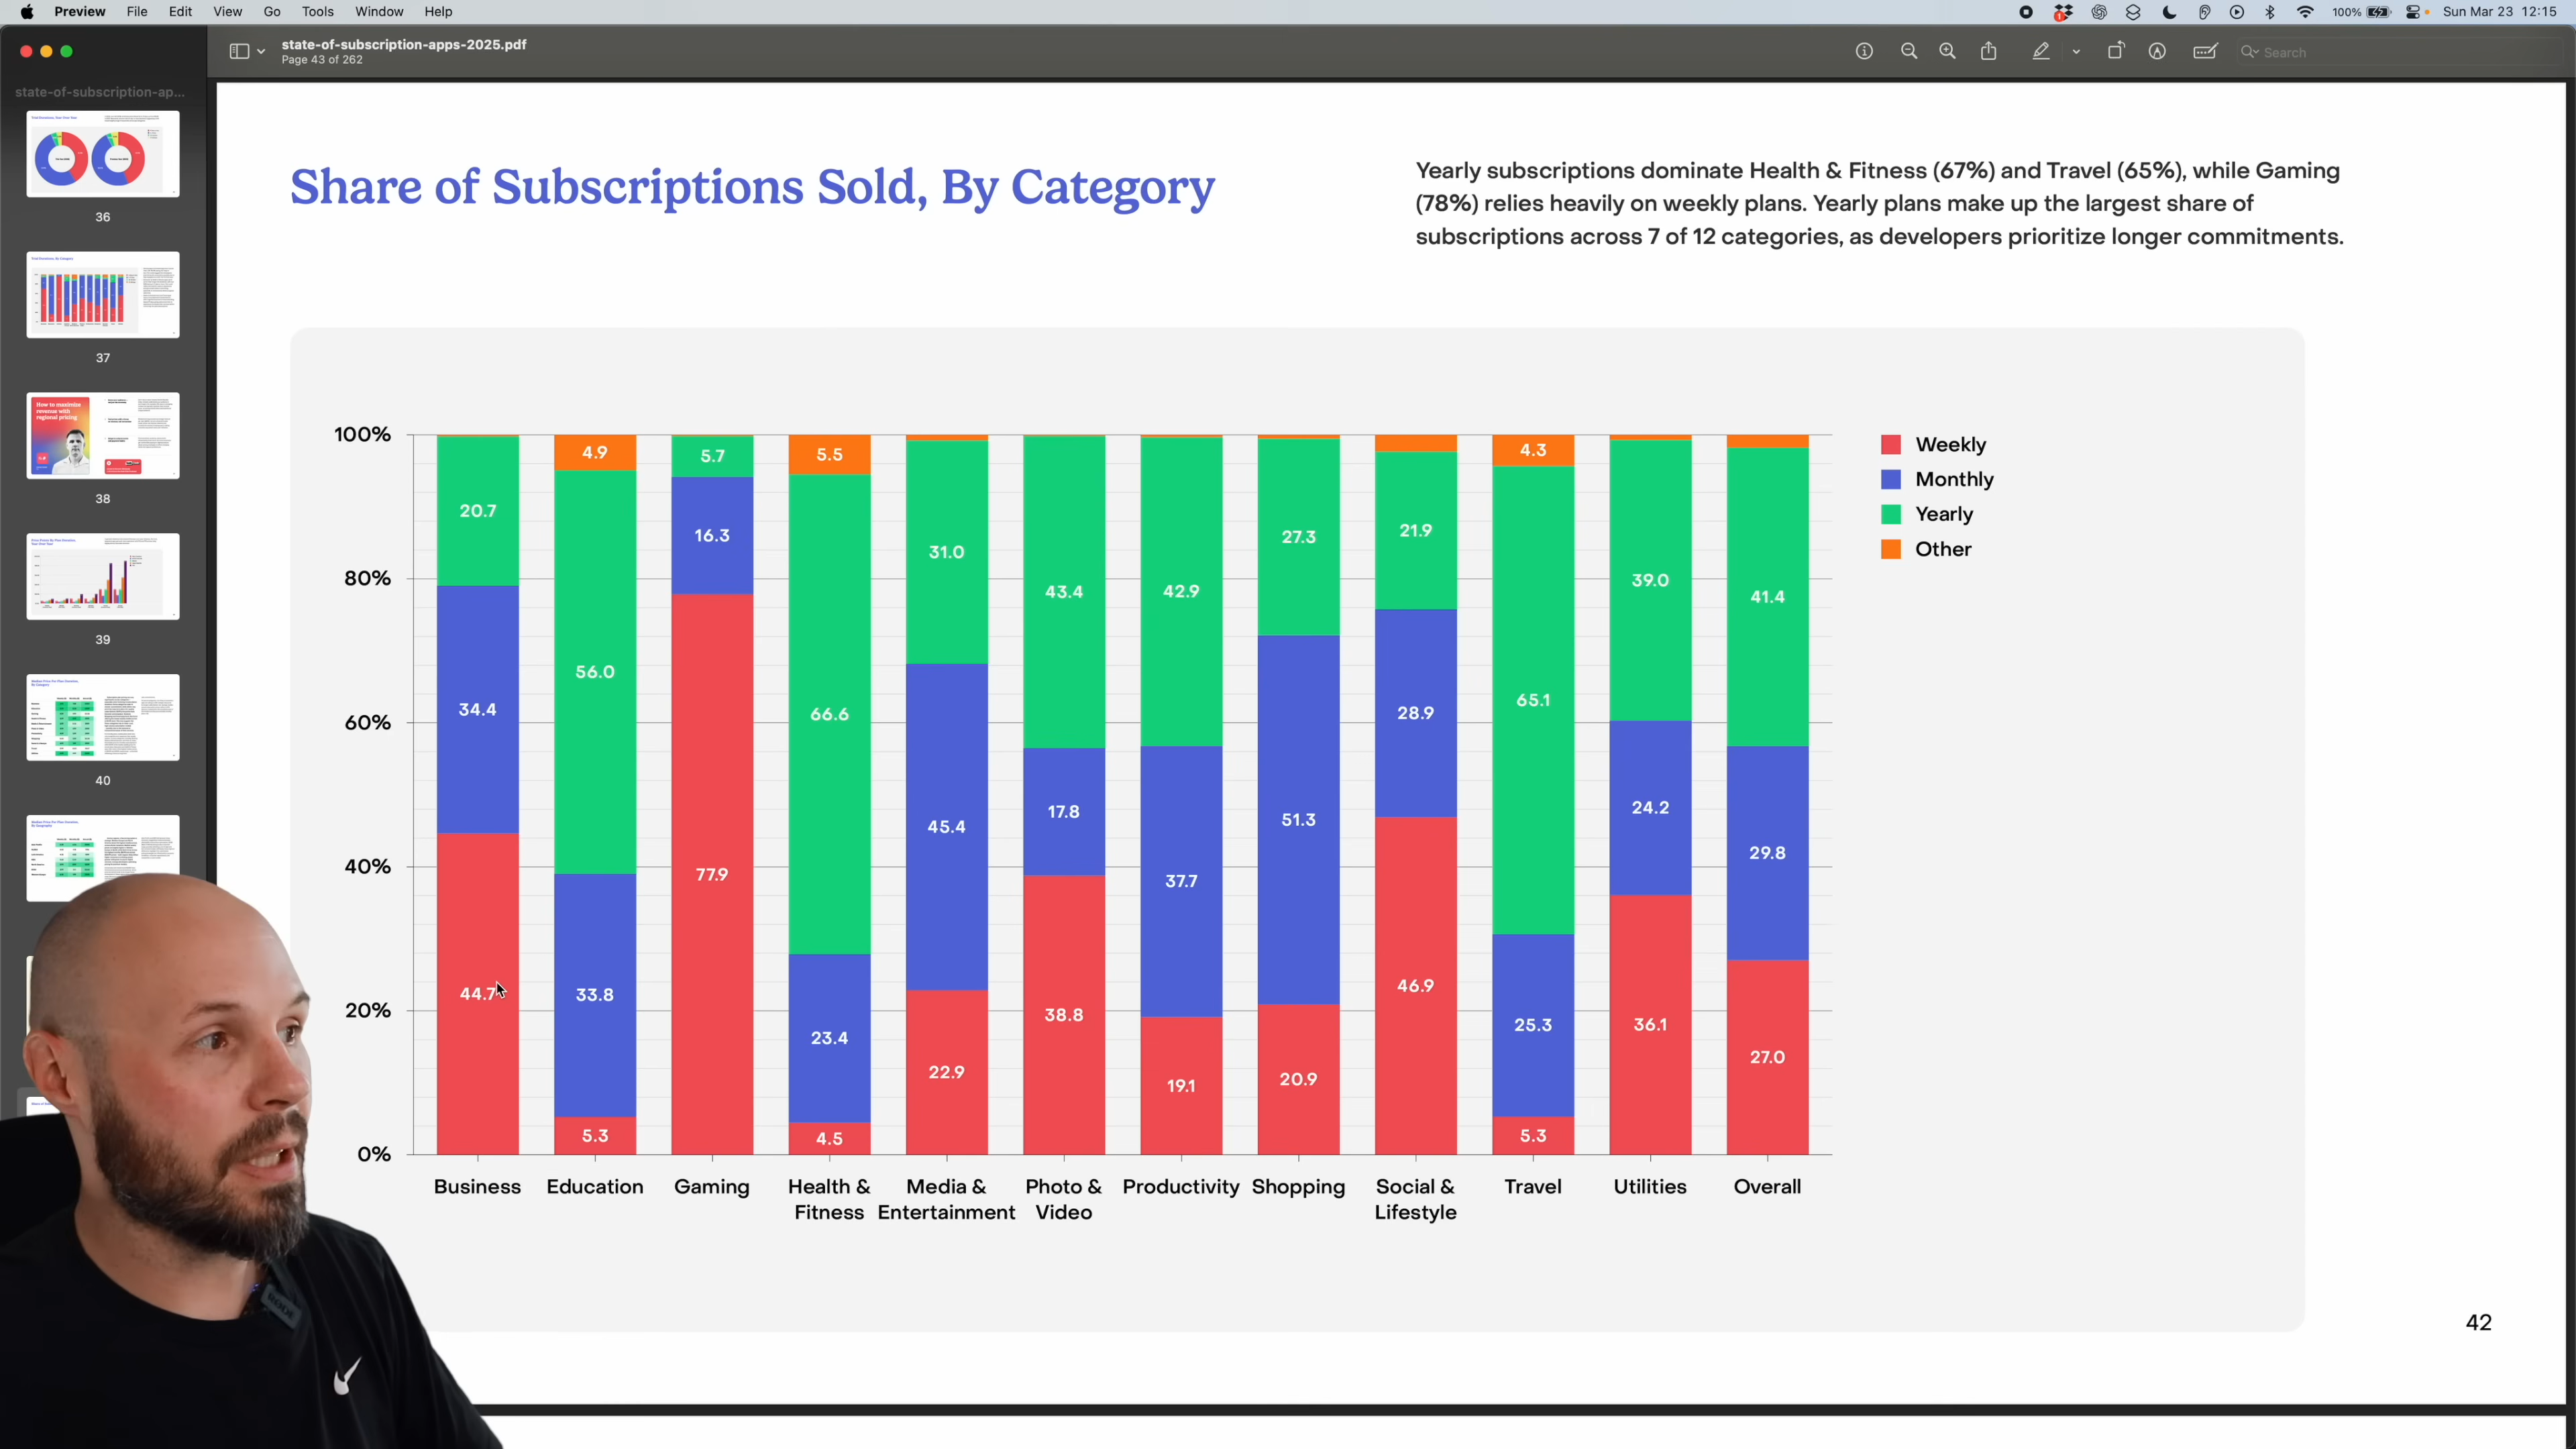 Preview File Edit View Go Tools Window Help
100% Sun Mar 23 12:15
state-of-subscription-apps-2025.pdf
Page 43 of 262
Search
state-of-subscription-ap...
36
37
How to maximize
revenue with
regional pricing
38
39
40
Share of Subscriptions Sold, By Category
Yearly subscriptions dominate Health & Fitness (67%) and Travel (65%), while Gaming
(78%) relies heavily on weekly plans. Yearly plans make up the largest share of
subscriptions across 7 of 12 categories, as developers prioritize longer commitments.
100%
80%
60%
40%
20%
0%
20.7
34.4
44.7
4.9
56.0
33.8
5.3
5.7
16.3
77.9
5.5
66.6
23.4
4.5
31.0
45.4
22.9
43.4
17.8
38.8
42.9
37.7
19.1
27.3
51.3
20.9
21.9
28.9
46.9
4.3
65.1
25.3
5.3
39.0
24.2
36.1
41.4
29.8
27.0
Business
Education
Gaming
Health &
Fitness
Media &
Entertainment
Photo &
Video
Productivity
Shopping
Social &
Lifestyle
Travel
Utilities
Overall
Weekly
Monthly
Yearly
Other
42
RODE